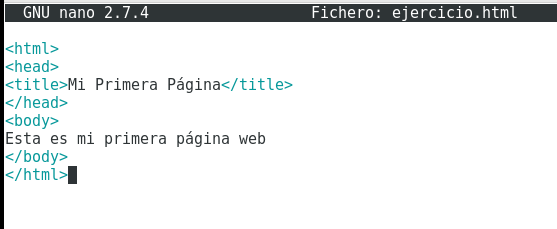 GNU nano 2.7.4 Fichero: ejercicio.html
<html>
<head>
<title>Mi Primera Página</title>
</head>
<body>
Esta es mi primera página web
</body>
</html>